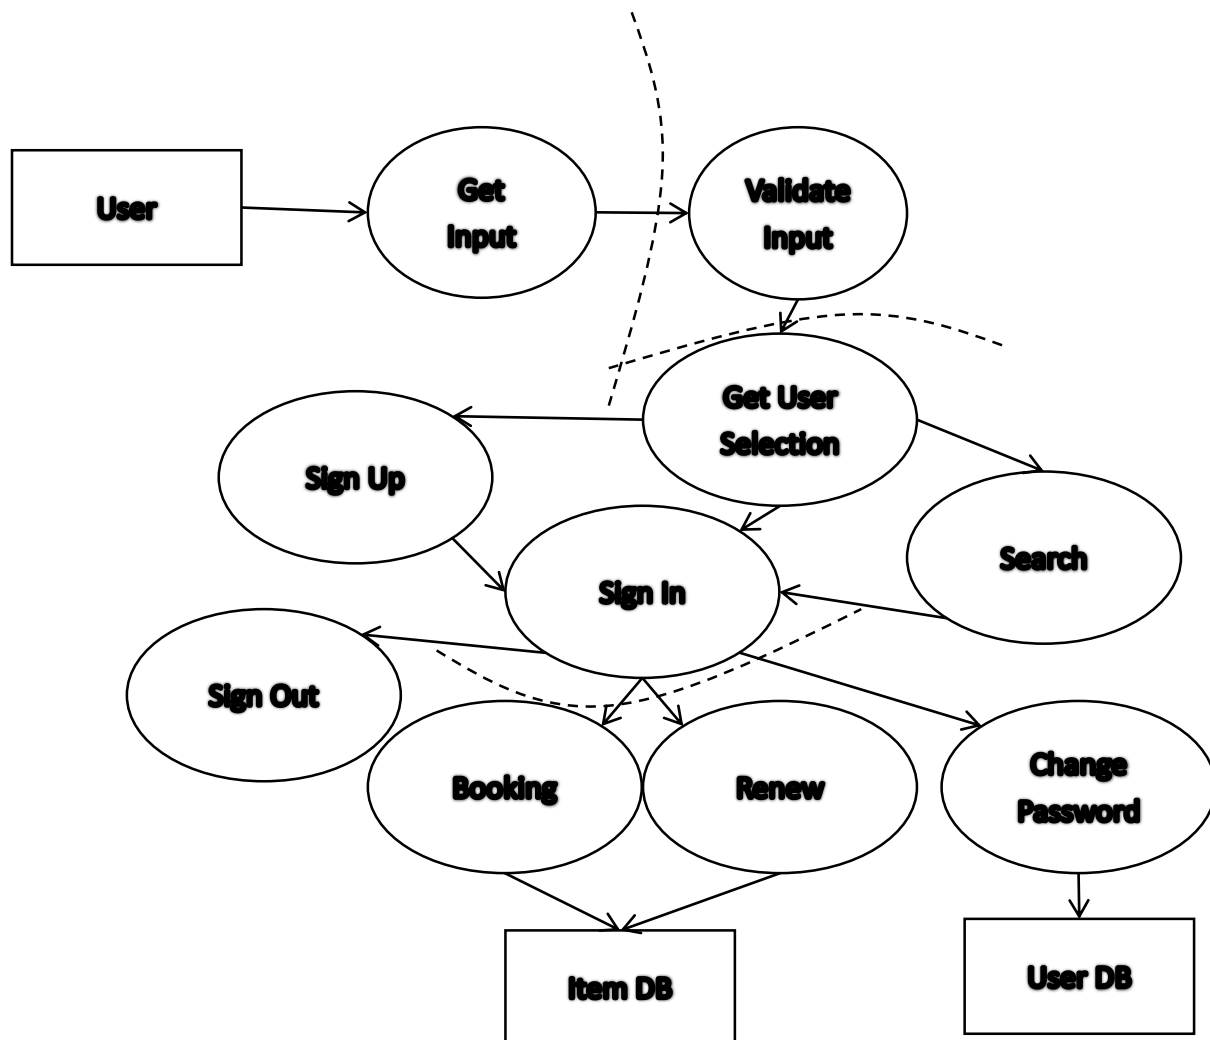 User
Get
Input
Validate
Input
Get User
Selection
Sign Up
Search
Sign In
Sign Out
Booking
Renew
Change
Password
Item DB
User DB